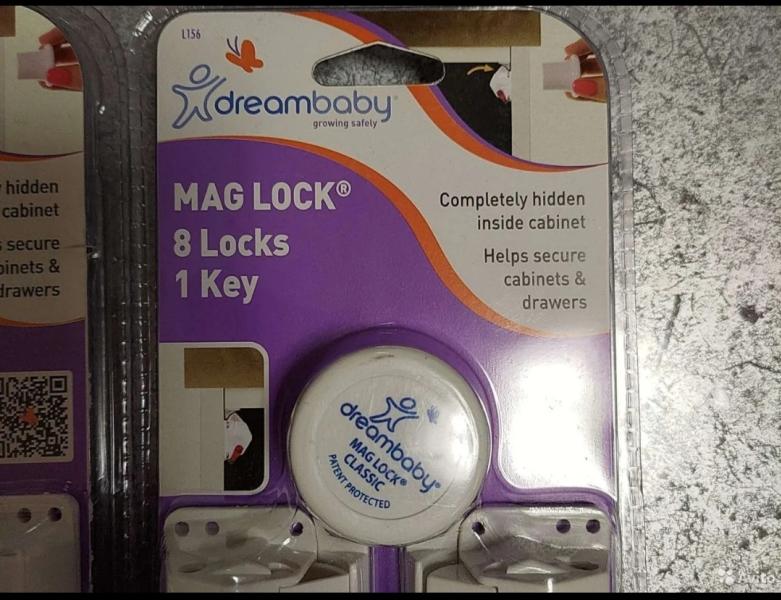 L156
dreambaby®
growing safely
MAG LOCK®
8 Locks
1 Key
Completely hidden
inside cabinet
Helps secure
cabinets &
drawers
dreambaby®
MAG LOCK®
CLASSIC
PATENT PROTECTED
hidden
cabinet
secure
&
drawers
Avito